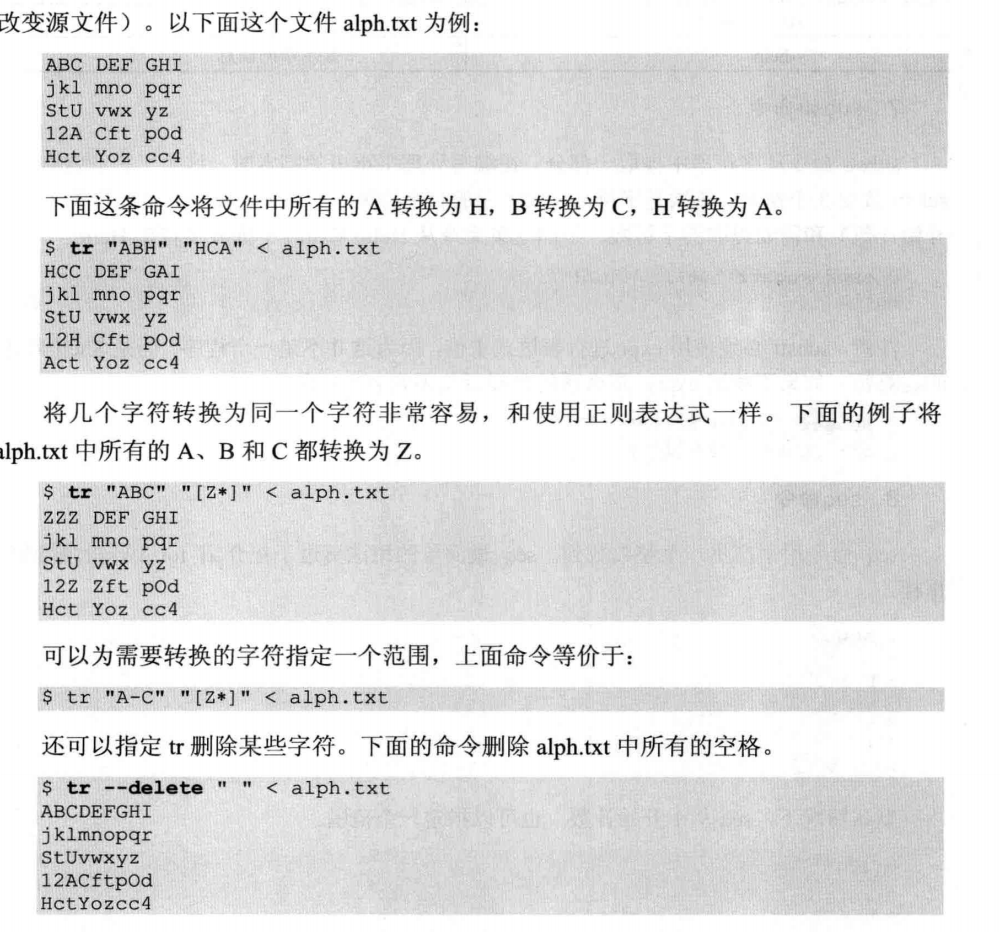 改变源文件）。以下面这个文件 alph.txt 为例：
ABC DEF GHI
jkl mno pqr
StU vwx yz
12A Cft pOd
Hct Yoz cc4
下面这条命令将文件中所有的 A 转换为 H，B 转换为 C，H 转换为 A。
$ tr "ABH" "HCA" < alph.txt
HCC DEF GAI
jkl mno pqr
StU vwx yz
12H Cft pOd
Act Yoz cc4
将几个字符转换为同一个字符非常容易，和使用正则表达式一样。下面的例子将
alph.txt 中所有的 A、B 和 C 都转换为 Z。
$ tr "ABC" "[Z*]" < alph.txt
ZZZ DEF GHI
jkl mno pqr
StU vwx yz
12Z Zft pOd
Hct Yoz cc4
可以为需要转换的字符指定一个范围，上面命令等价于：
$ tr "A-C" "[Z*]" < alph.txt
还可以指定 tr 删除某些字符。下面的命令删除 alph.txt 中所有的空格。
$ tr --delete " " < alph.txt
ABCDEFGHI
jklmnopqr
StUvwxyz
12ACftpOd
HctYozcc4